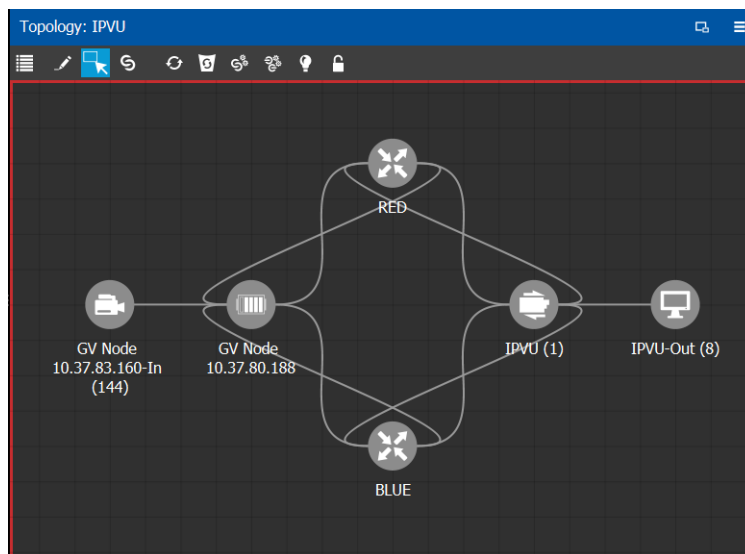 Topology: IPVU
RED
GV Node
10.37.83.160-In
(144)
GV Node
10.37.80.188
IPVU (1)
IPVU-Out (8)
BLUE